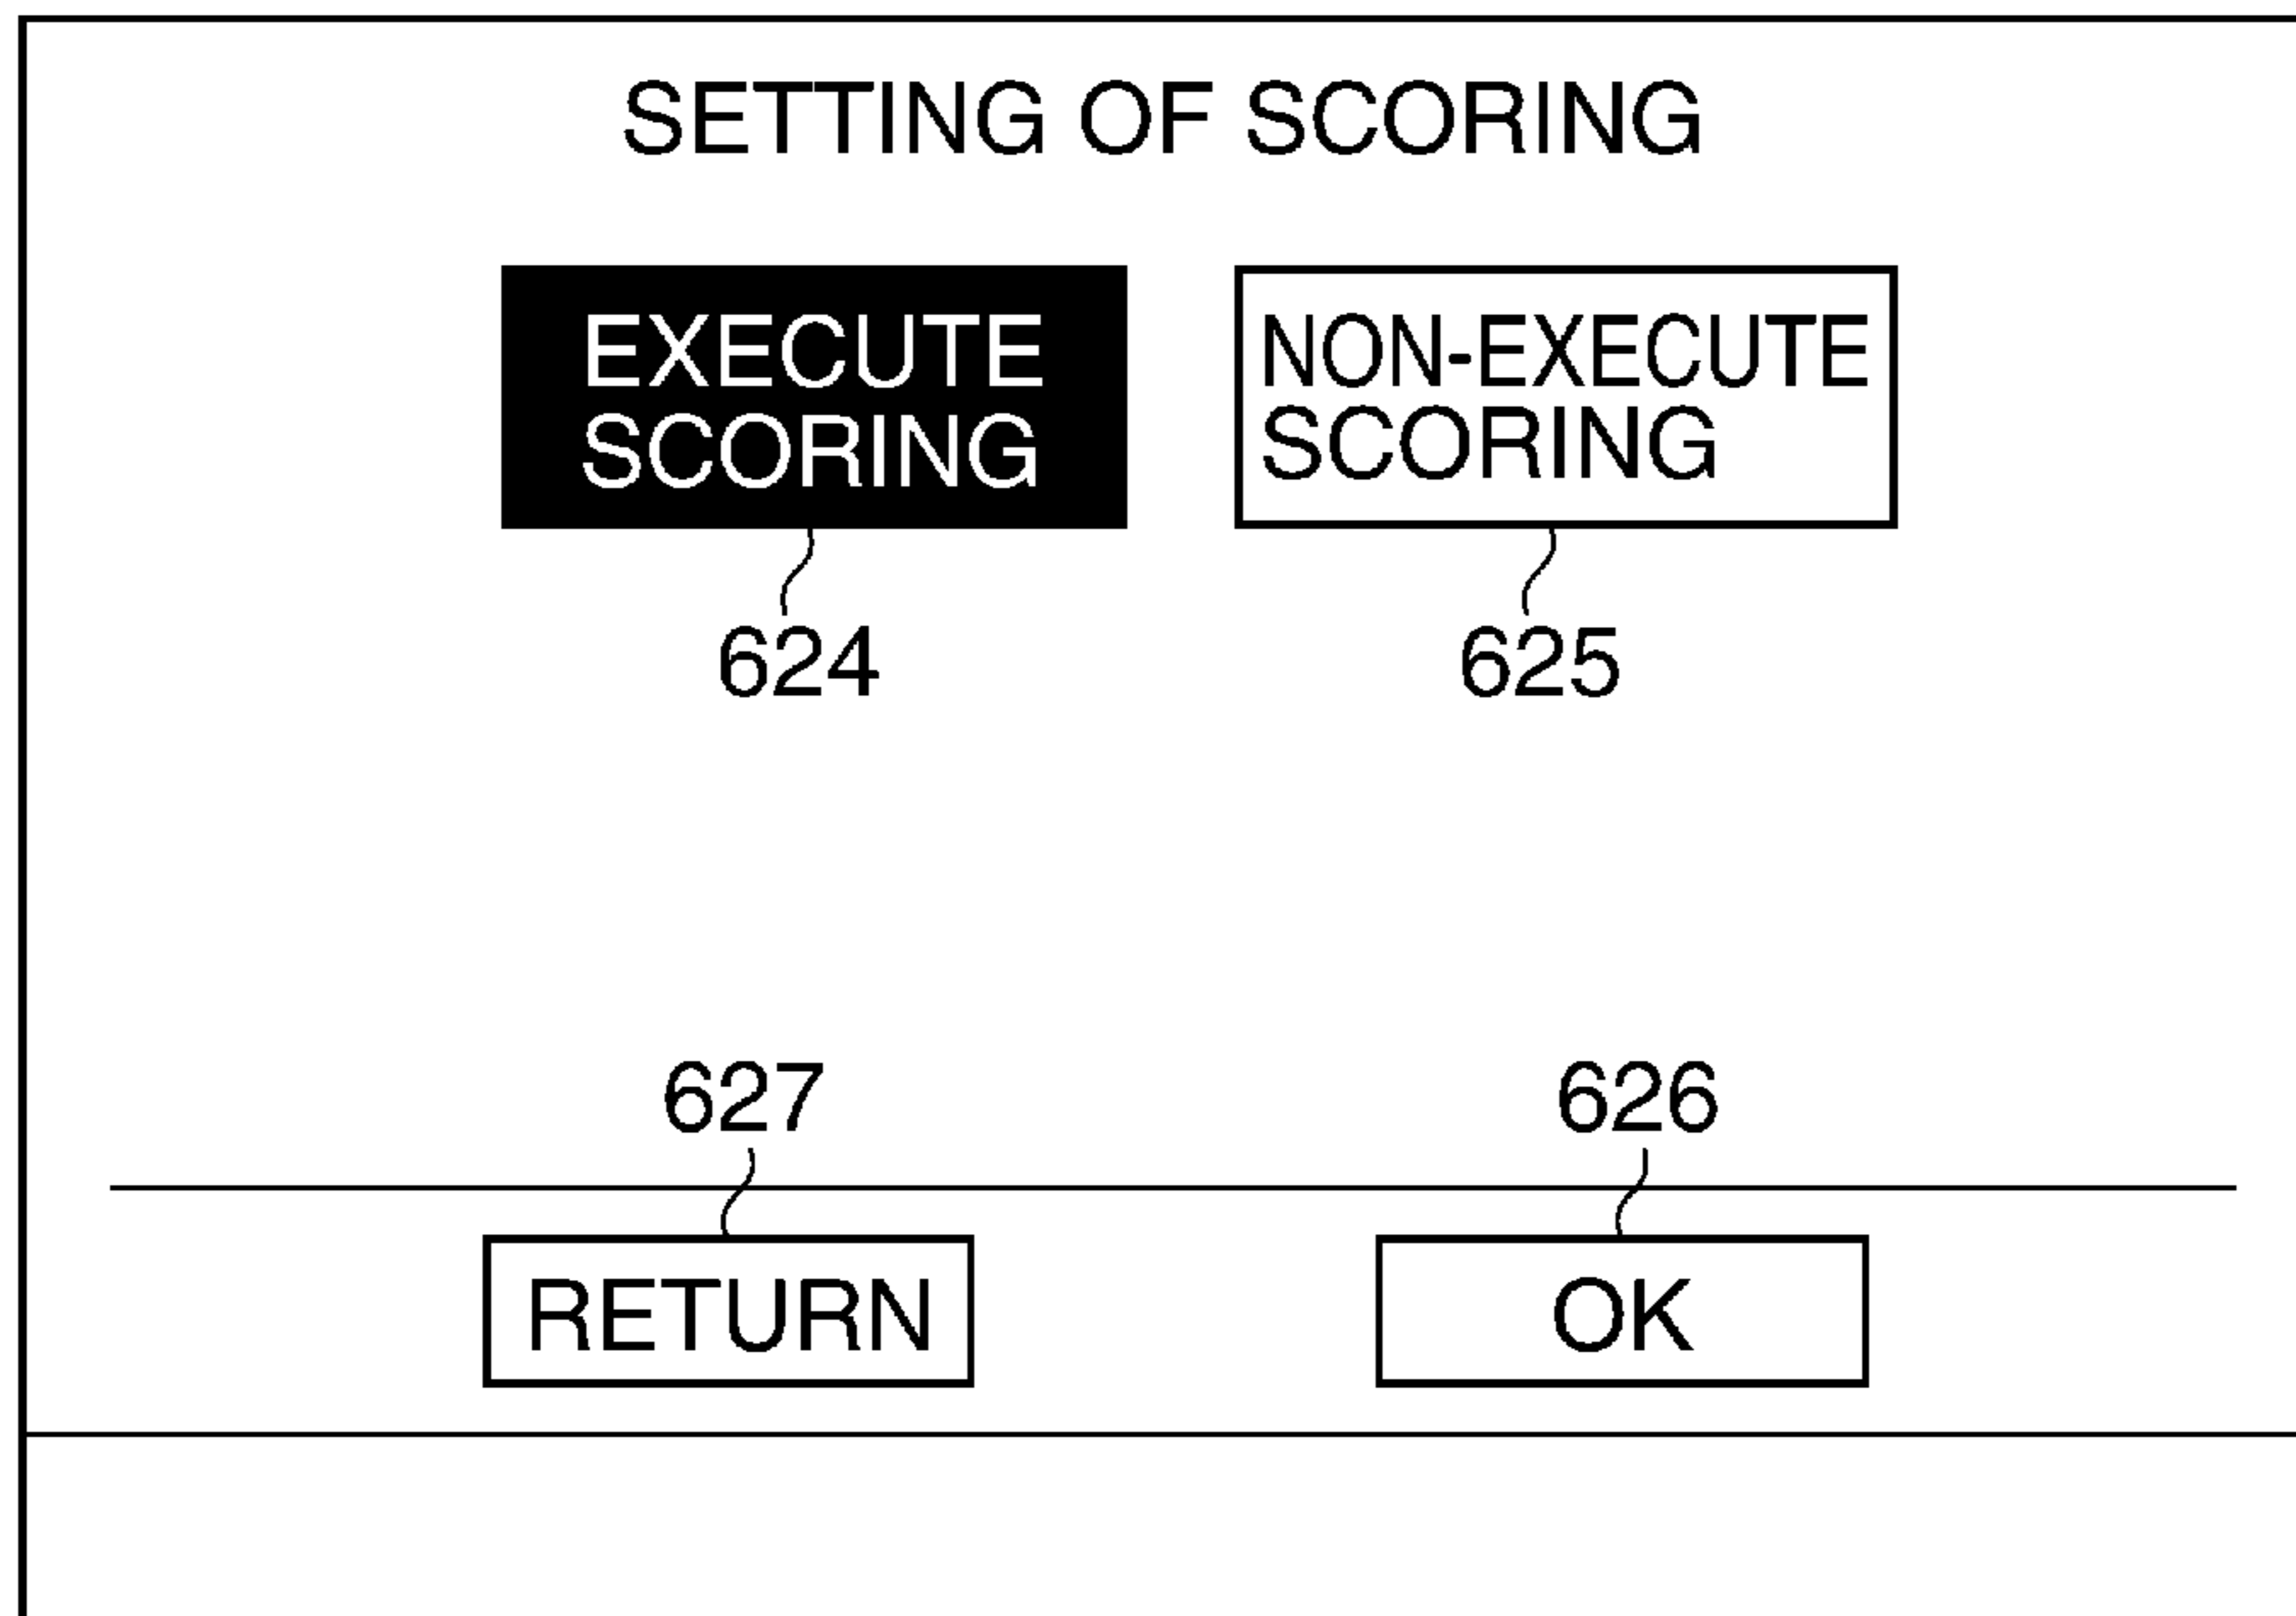 SETTING OF SCORING
EXECUTE
SCORING
NON-EXECUTE
SCORING
624
625
627
626
RETURN
OK